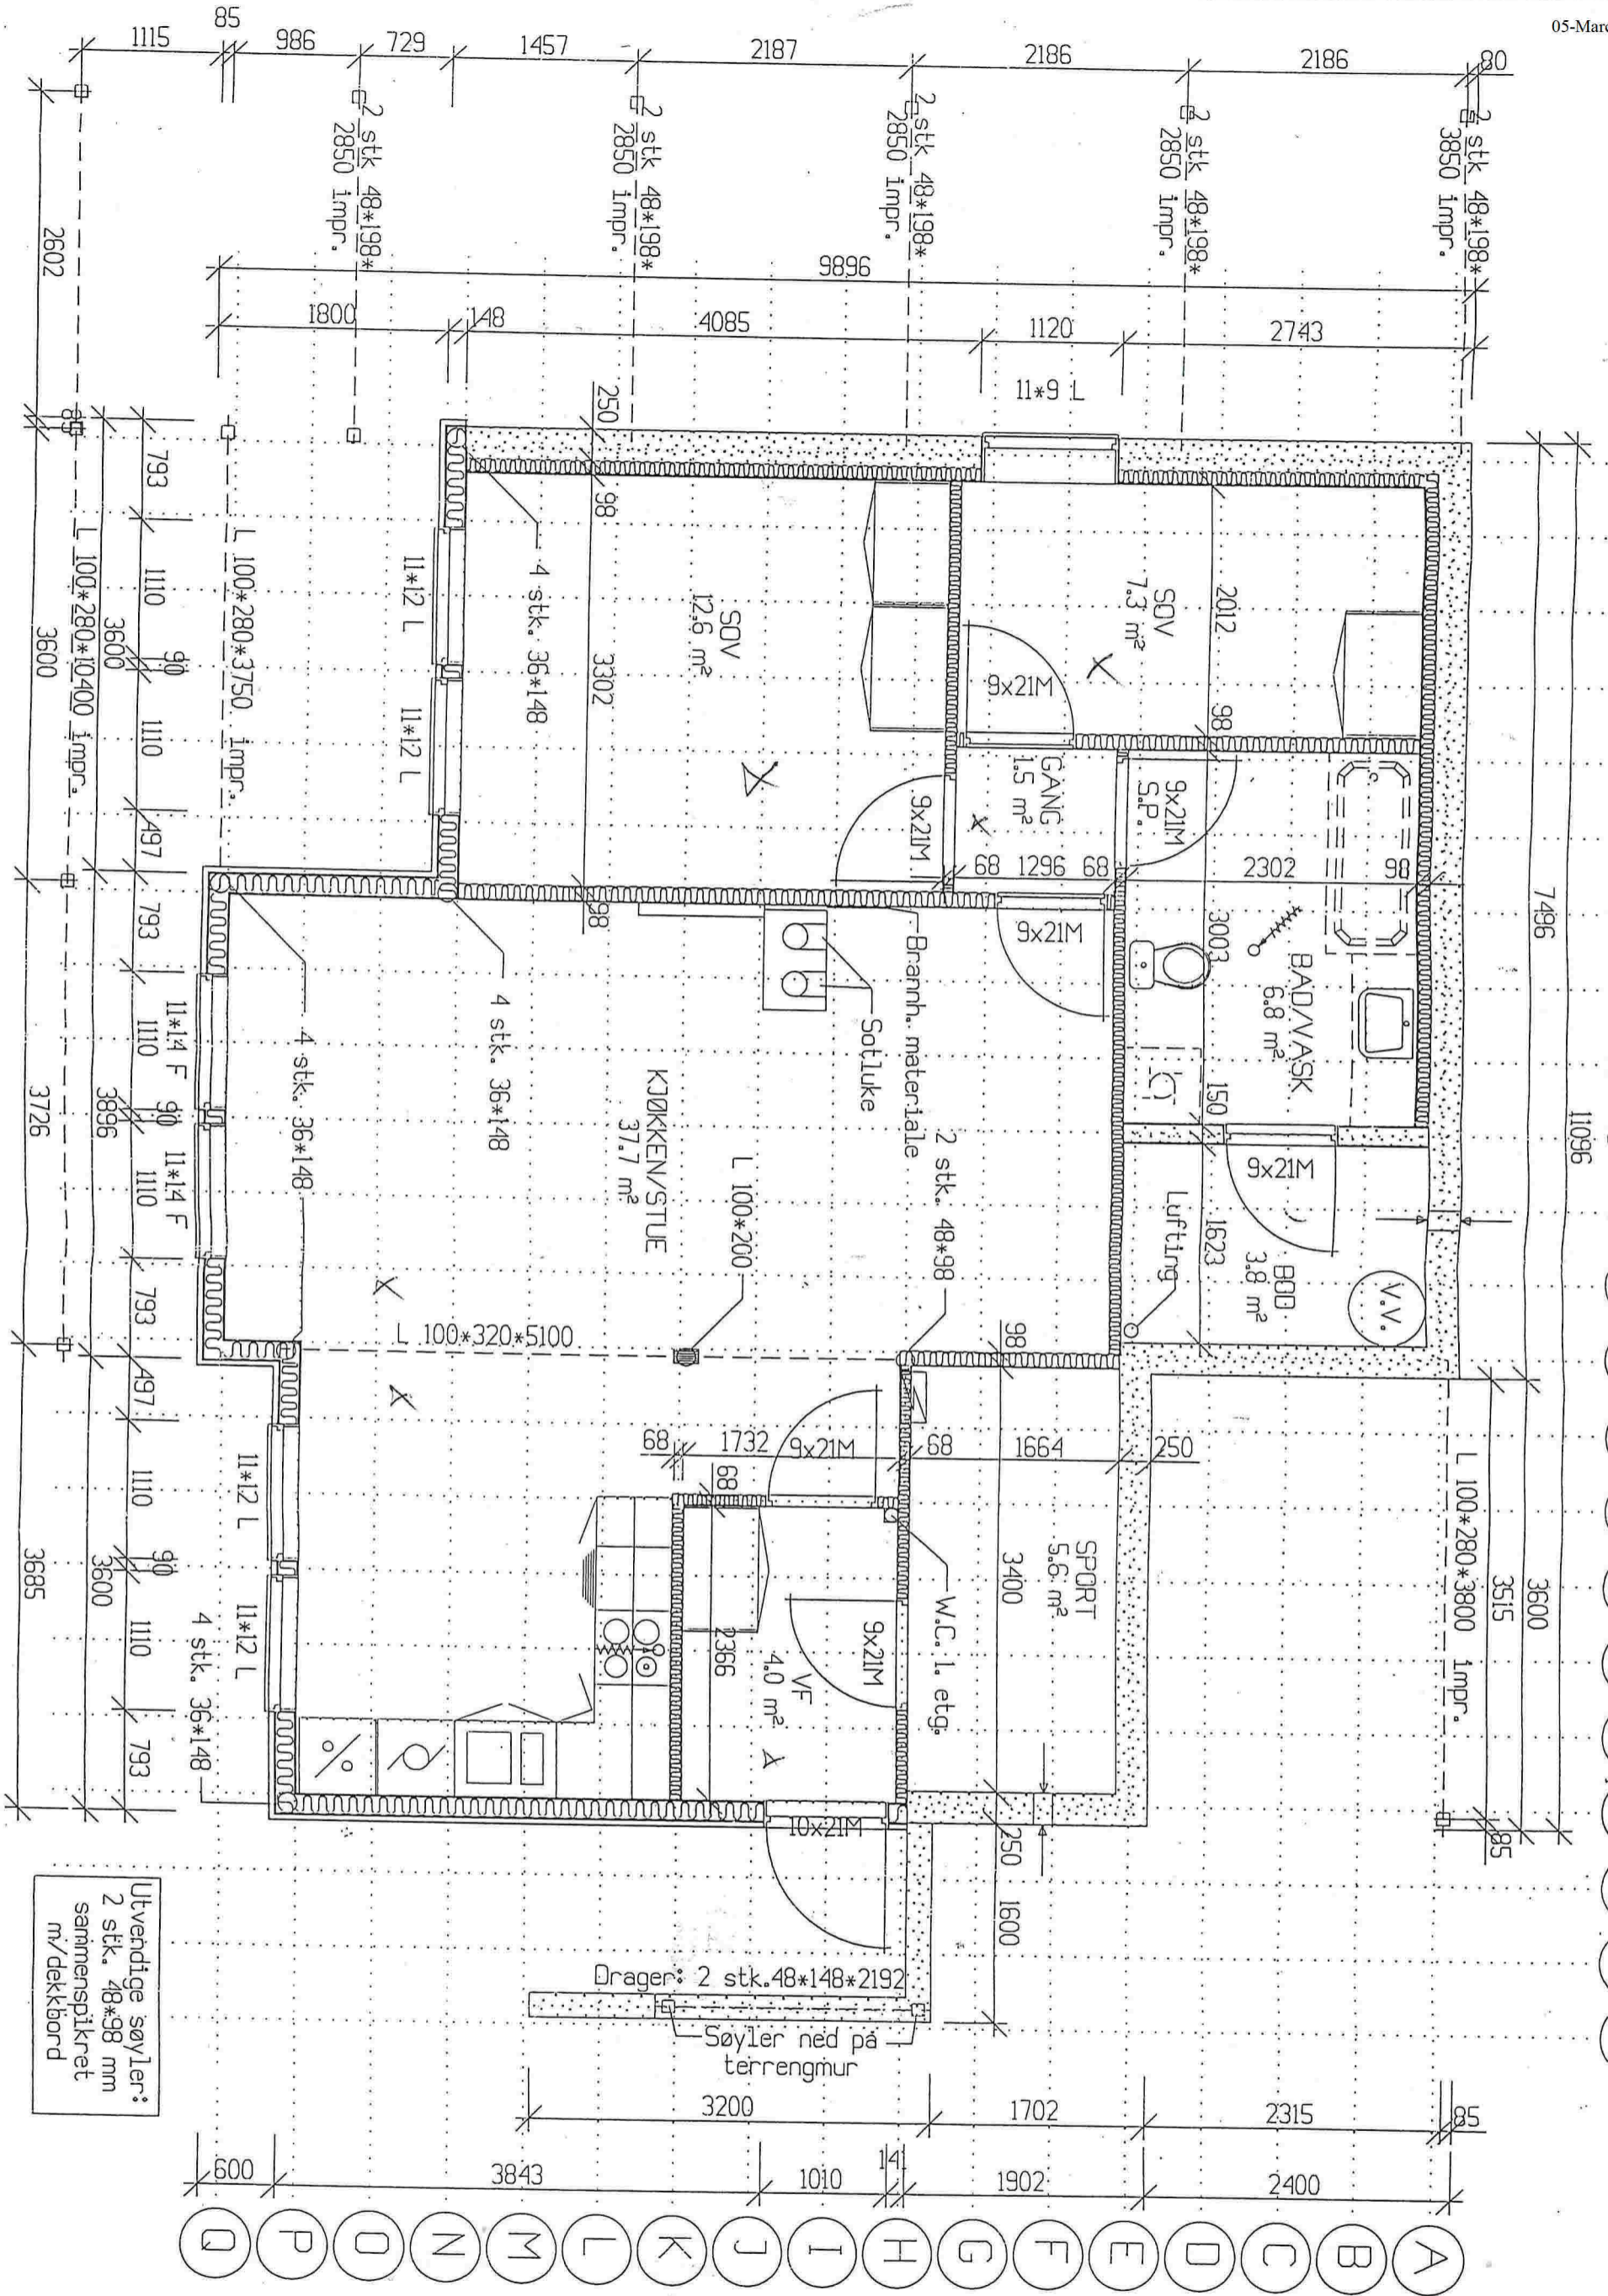 05-Marc
1115
85
986
729
1457
2187
2186
2186
80
2 stk 48*198*
2850 impr.
2 stk 48*198*
2850 impr.
2 stk 48*198*
2850 impr.
2 stk 48*198*
2850 impr.
2 stk 48*198*
3850 impr.
9896
1800
148
4085
1120
2743
11*9 L
2602
85
3600
3726
3685
3600
3896
3600
793
1110
90
1110
497
793
1110
90
1110
793
497
1110
90
1110
793
L 100*280*10400 impr.
L 100*280*3750 impr.
11*12 L
11*12 L
11*14 F
11*14 F
11*12 L
11*12 L
4 stk. 36*148
4 stk. 36*148
4 stk. 36*148
4 stk. 36*148
250
98
3302
98
SOV
12.6 m²
SOV
7.3 m²
2012
98
9x21M
GANG
1.5 m²
9x21M
9x21M
S.P.
68
1296
68
2302
98
9x21M
3003
BAD/VASK
6.8 m²
150
9x21M
1623
BOD
3.8 m²
V.V.
Lufting
Brannh. materiale
Sotluke
KJØKKEN/STUE
37.7 m²
L 100*200
2 stk. 48*98
L 100*320*5100
98
68
1732
9x21M
68
1664
250
68
2366
VF
4.0 m²
9x21M
W.C. 1. etg.
SPORT
5.6 m²
3400
250
1600
10x21M
7496
11096
3600
3515
85
L 100*280*3800 impr.
Drager: 2 stk.48*148*2192
Søyler ned på
terrengmur
Utvendige søyler:
2 stk. 48*98 mm
sammenspikret
m/dekkbord
3200
1702
2315
85
600
3843
1010
141
1902
2400
Q
P
O
N
M
L
K
J
I
H
G
F
E
D
C
B
A